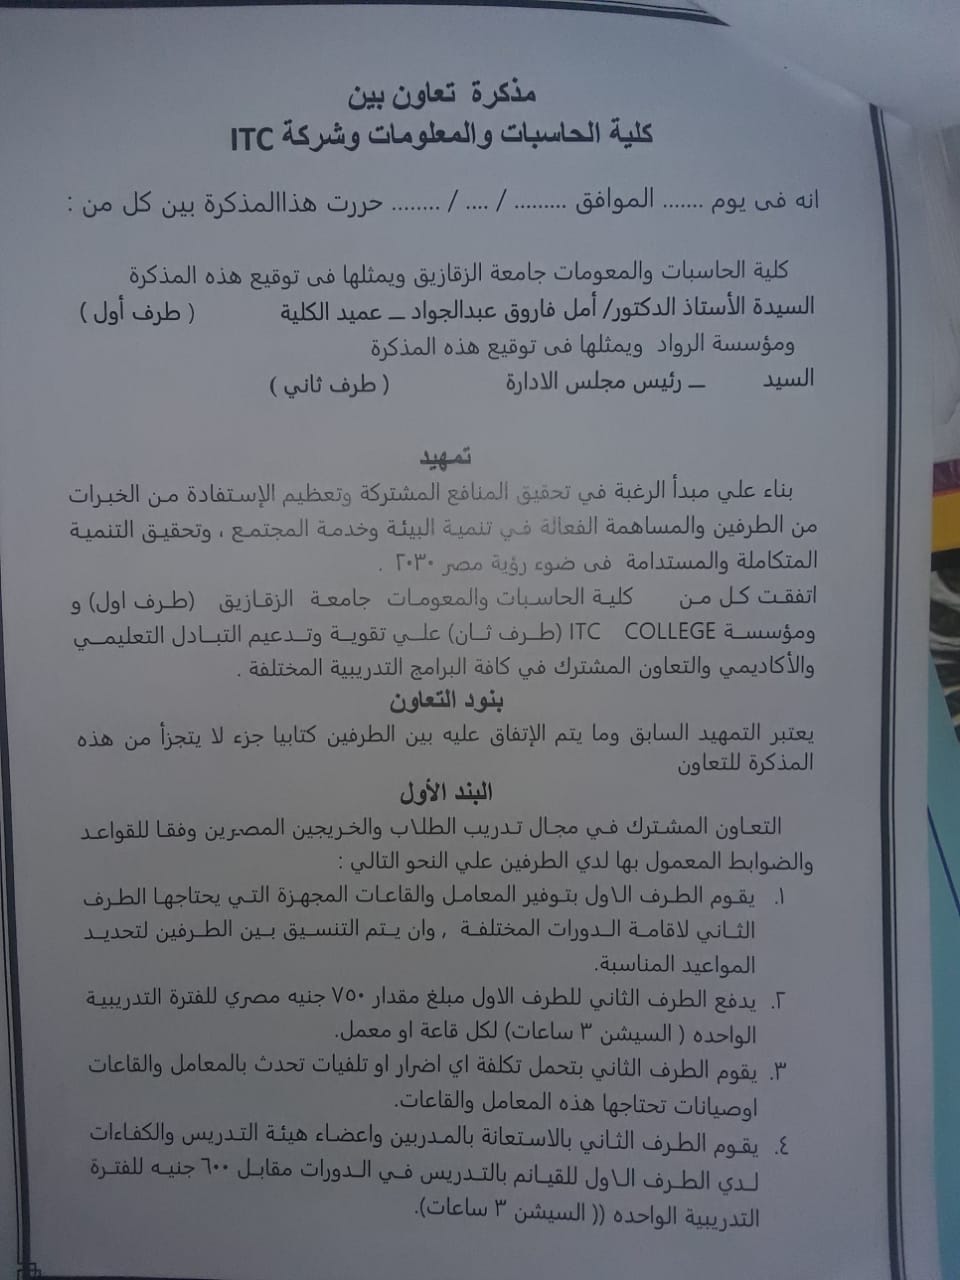 مذكرة تعاون بين
كلية الحاسبات والمعلومات وشركة ITC
انه فى يوم ....... الموافق ......... / .... / ........ حررت هذاالمذكرة بين كل من :
كلية الحاسبات والمعومات جامعة الزقازيق ويمثلها فى توقيع هذه المذكرة
السيدة الأستاذ الدكتور/ أمل فاروق عبدالجواد – عميد الكلية ( طرف أول )
ومؤسسة الرواد ويمثلها فى توقيع هذه المذكرة
السيد – رئيس مجلس الادارة ( طرف ثاني )
تمهيد
بناء علي مبدأ الرغبة في تحقيق المنافع المشتركة وتعظيم الإستفادة من الخبرات
من الطرفين والمساهمة الفعالة في تنمية البيئة وخدمة المجتمع ، وتحقيق التنمية
المتكاملة والمستدامة فى ضوء رؤية مصر ٢٠٣٠ .
اتفقت كل من كلية الحاسبات والمعومات جامعة الزقازيق (طرف اول) و
ومؤسسة ITC COLLEGE (طرف ثان) علي تقوية وتدعيم التبادل التعليمي
والأكاديمي والتعاون المشترك في كافة البرامج التدريبية المختلفة .
بنود التعاون
يعتبر التمهيد السابق وما يتم الإتفاق عليه بين الطرفين كتابيا جزء لا يتجزأ من هذه
المذكرة للتعاون
البند الأول
التعاون المشترك في مجال تدريب الطلاب والخريجين المصرين وفقا للقواعد
والضوابط المعمول بها لدي الطرفين علي النحو التالي :
١. يقوم الطرف الاول بتوفير المعامل والقاعات المجهزة التي يحتاجها الطرف
الثاني لاقامة الدورات المختلفة , وان يتم التنسيق بين الطرفين لتحديد
المواعيد المناسبة.
٢. يدفع الطرف الثاني للطرف الاول مبلغ مقدار ٧٥٠ جنيه مصري للفترة التدريبية
الواحده ( السيشن ٣ ساعات) لكل قاعة او معمل.
٣. يقوم الطرف الثاني بتحمل تكلفة اي اضرار او تلفيات تحدث بالمعامل والقاعات
اوصيانات تحتاجها هذه المعامل والقاعات.
٤. يقوم الطرف الثاني بالاستعانة بالمدربين واعضاء هيئة التدريس والكفاءات
لدي الطرف الاول للقيانم بالتدريس في الدورات مقابل ٦٠٠ جنيه للفترة
التدريبية الواحده (( السيشن ٣ ساعات).